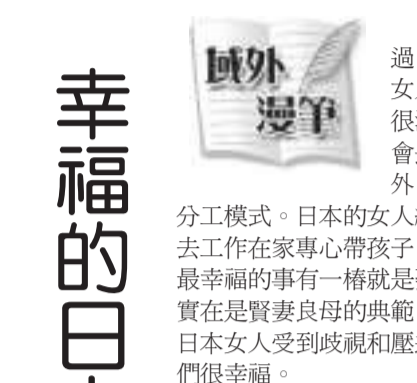 幸福的日
域外
漫筆
過
女
很
會
外
分工模式。日本的女人
去工作在家專心帶孩子
最幸福的事有一樁就是
實在是賢妻良母的典範
日本女人受到歧視和壓
們很幸福。